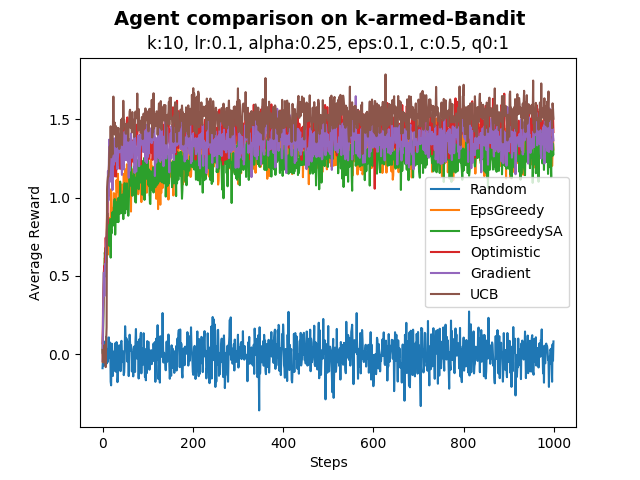 Agent comparison on k-armed-Bandit
k:10, lr:0.1, alpha:0.25, eps:0.1, c:0.5, q0:1
Average Reward
1.5
1.0
0.5
0.0
Random
EpsGreedy
EpsGreedySA
Optimistic
Gradient
UCB
0 200 400 600 800 1000
Steps